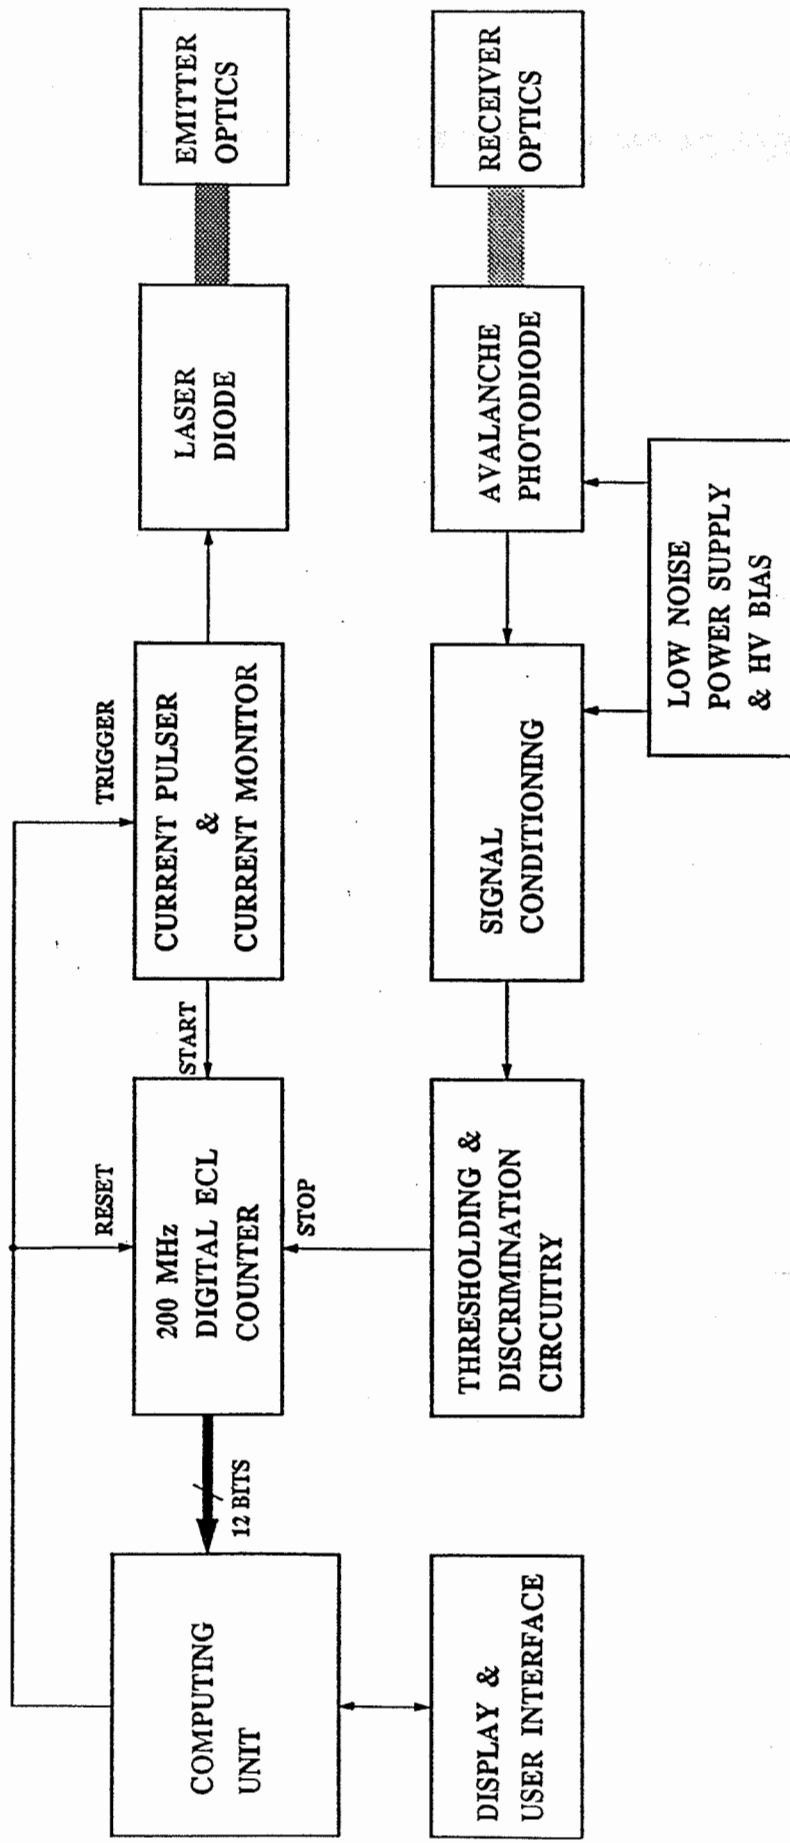 COMPUTING
UNIT
12 BITS
200 MHz
DIGITAL ECL
COUNTER
RESET
START
STOP
CURRENT PULSER
&
CURRENT MONITOR
TRIGGER
LASER
DIODE
EMITTER
OPTICS
DISPLAY &
USER INTERFACE
THRESHOLDING &
DISCRIMINATION
CIRCUITRY
SIGNAL
CONDITIONING
AVALANCHE
PHOTODIODE
RECEIVER
OPTICS
LOW NOISE
POWER SUPPLY
& HV BIAS